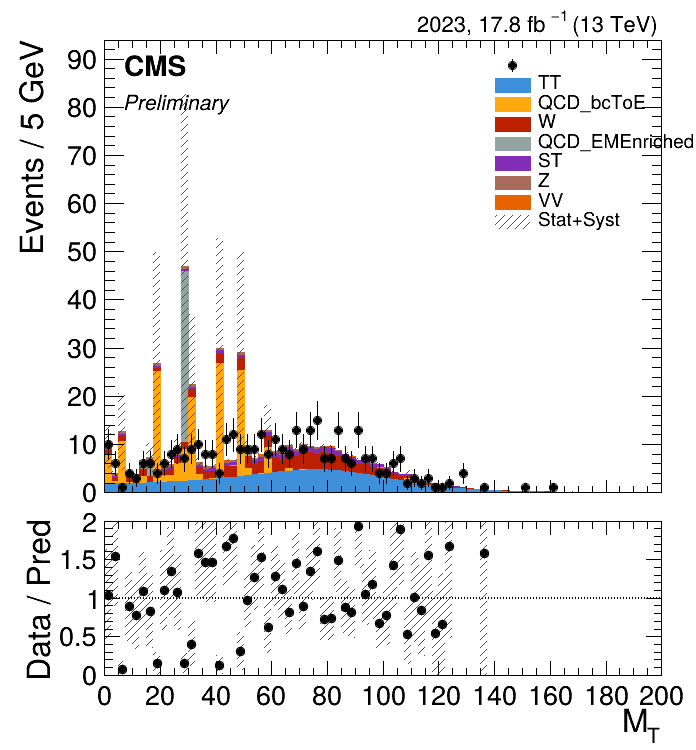 2023, 17.8 fb⁻¹ (13 TeV)
Events / 5 GeV
CMS
Preliminary
TT
QCD_bcToE
W
QCD_EMEnriched
ST
Z
VV
Stat+Syst
90
80
70
60
50
40
30
20
10
0
Data / Pred
2
1.5
1
0.5
0
0 20 40 60 80 100 120 140 160 180 200
M_T